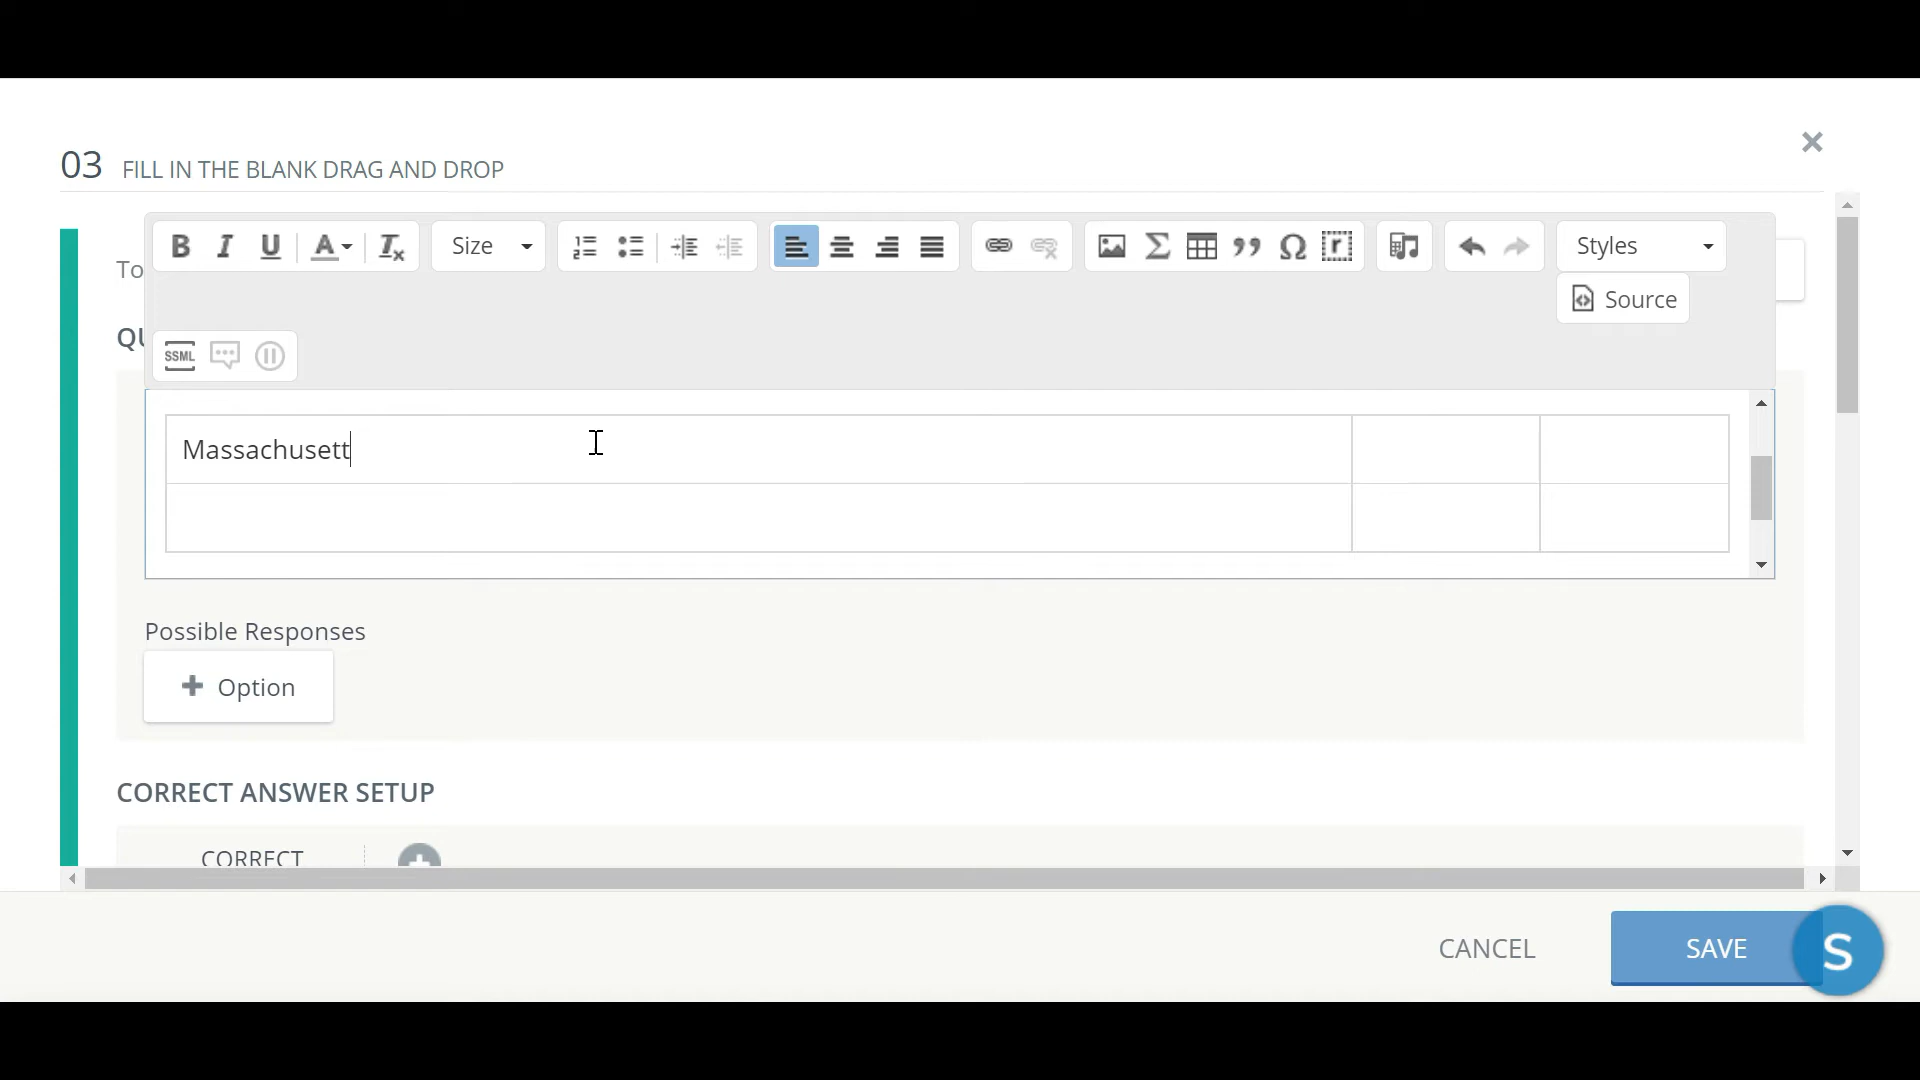 03 FILL IN THE BLANK DRAG AND DROP
B I U A Ix Size Styles
Source
To
SSML
QU
Massachusett
Possible Responses
+ Option
CORRECT ANSWER SETUP
CORRECT
CANCEL SAVE S